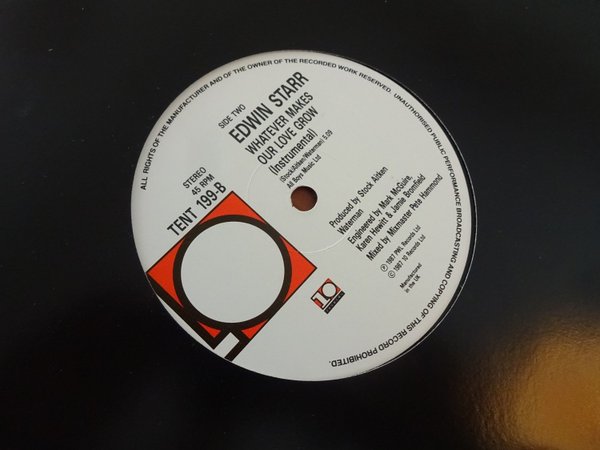 ALL RIGHTS OF THE MANUFACTURER AND OF THE OWNER OF THE RECORDED WORK RESERVED. UNAUTHORISED PUBLIC PERFORMANCE BROADCASTING AND COPYING OF THIS RECORD PROHIBITED.
SIDE TWO
EDWIN STARR
WHATEVER MAKES
OUR LOVE GROW
(Instrumental)
(Stock/Aitken/Waterman) 5.09
All Boys Music Ltd
STEREO
45 RPM
TENT 199-B
Produced by Stock Aitken
Waterman
Engineered by Mark McGuire,
Karen Hewitt & Jamie Bromfield
Mixed by Mixmaster Pete Hammond
℗ 1987 PWL Records Ltd
© 1987 10 Records Ltd
Manufactured
in the UK
10
RECORDS